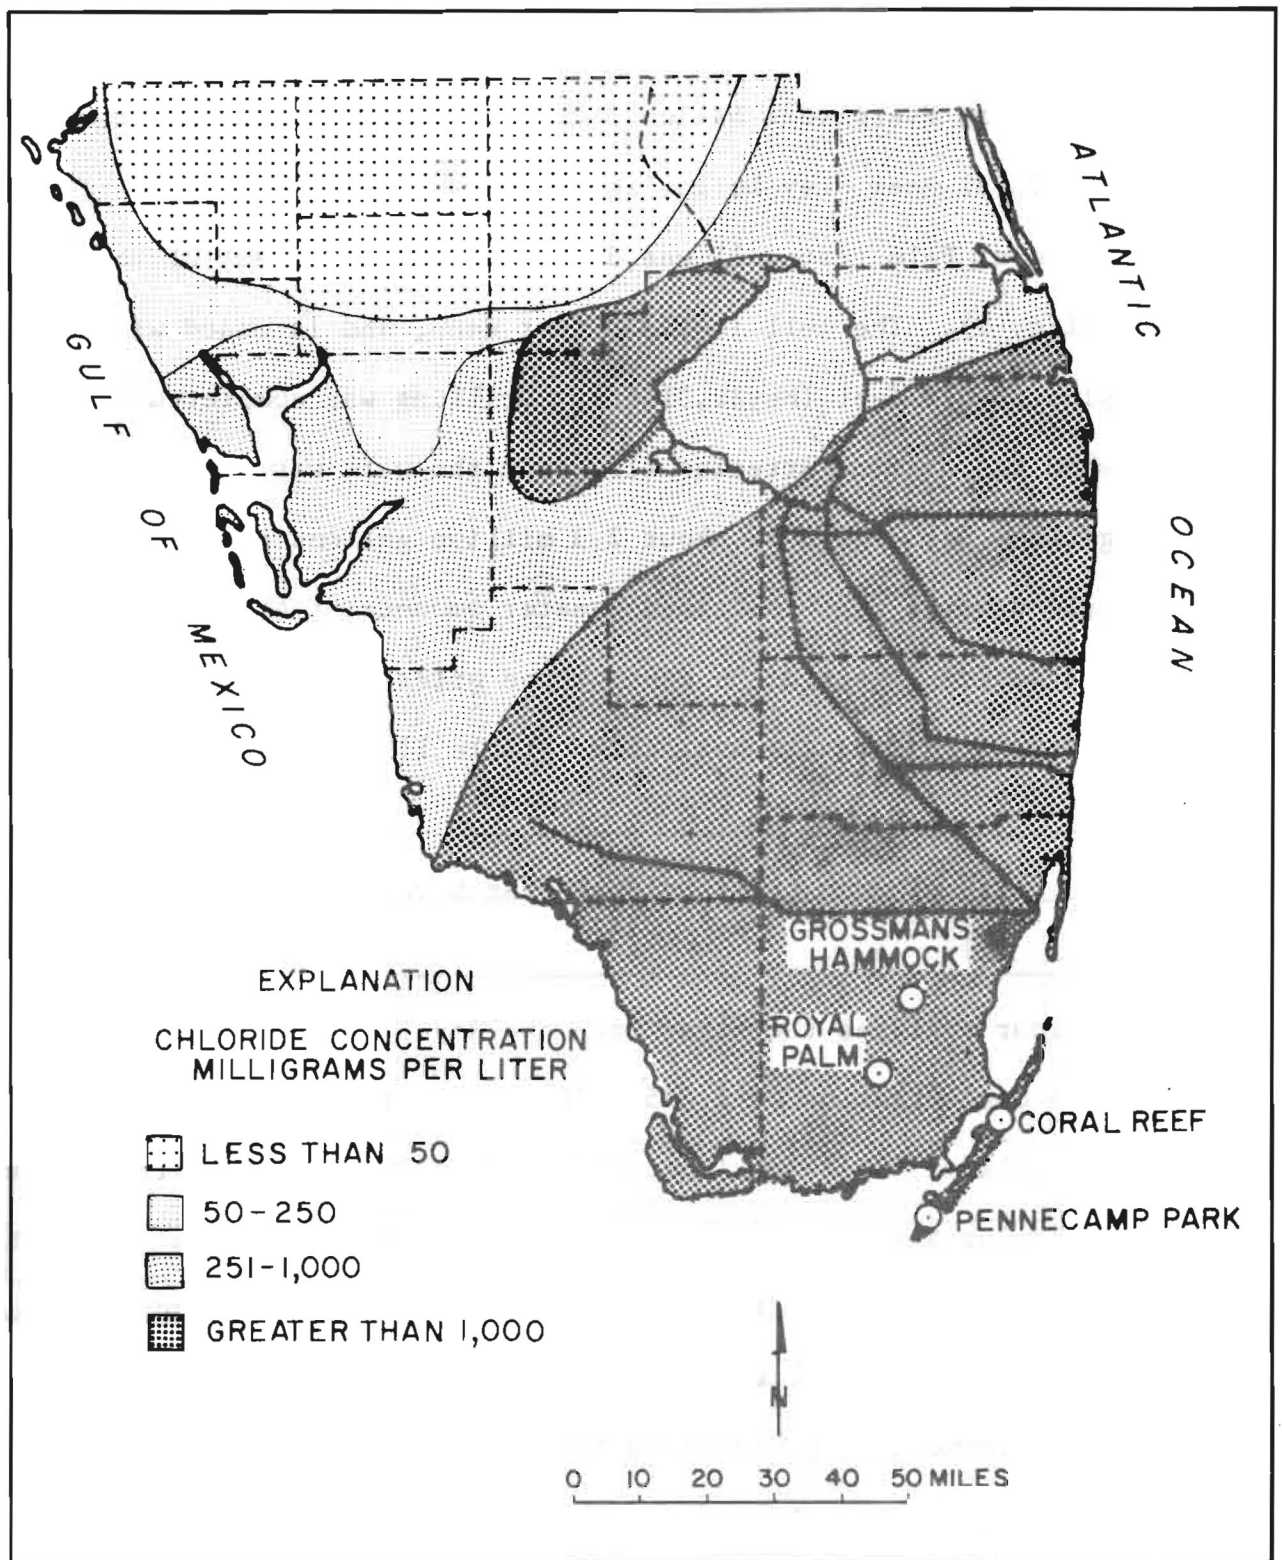 ATLANTIC
OCEAN
GULF
OF
MEXICO
GROSSMANS
HAMMOCK
ROYAL
PALM
CORAL REEF
PENNECAMP PARK
EXPLANATION
CHLORIDE CONCENTRATION
MILLIGRAMS PER LITER
LESS THAN 50
50-250
251-1,000
GREATER THAN 1,000
N
0 10 20 30 40 50 MILES